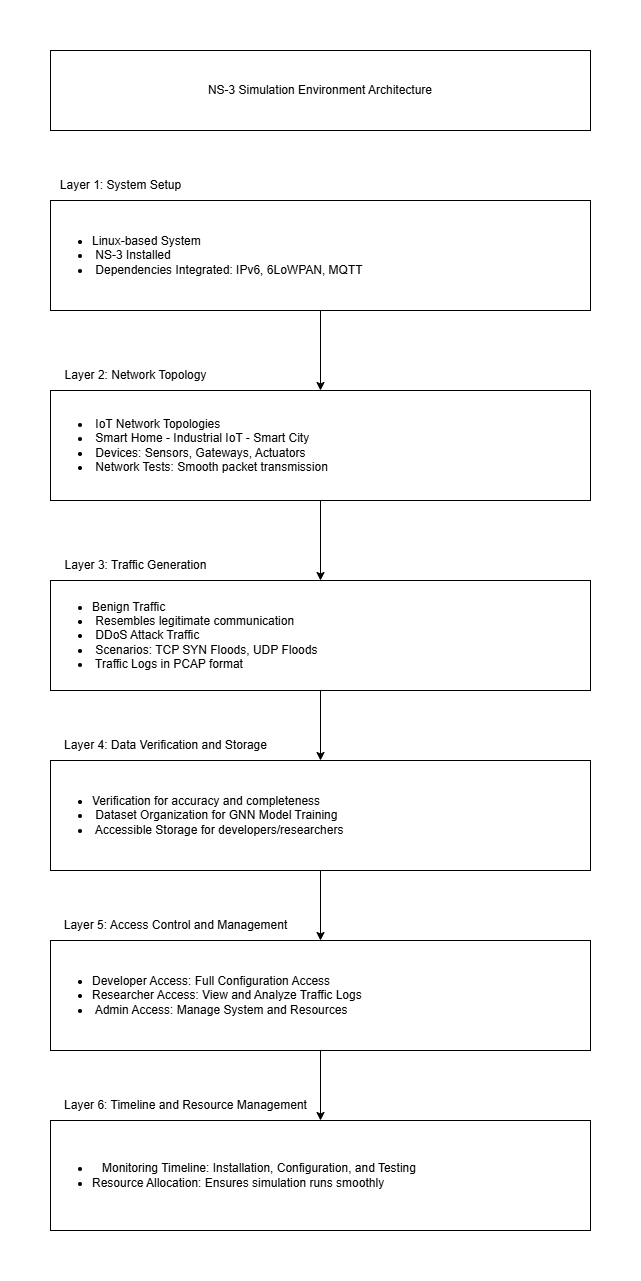 NS-3 Simulation Environment Architecture
Layer 1: System Setup
Linux-based System
NS-3 Installed
Dependencies Integrated: IPv6, 6LoWPAN, MQTT
Layer 2: Network Topology
IoT Network Topologies
Smart Home - Industrial IoT - Smart City
Devices: Sensors, Gateways, Actuators
Network Tests: Smooth packet transmission
Layer 3: Traffic Generation
Benign Traffic
Resembles legitimate communication
DDoS Attack Traffic
Scenarios: TCP SYN Floods, UDP Floods
Traffic Logs in PCAP format
Layer 4: Data Verification and Storage
Verification for accuracy and completeness
Dataset Organization for GNN Model Training
Accessible Storage for developers/researchers
Layer 5: Access Control and Management
Developer Access: Full Configuration Access
Researcher Access: View and Analyze Traffic Logs
Admin Access: Manage System and Resources
Layer 6: Timeline and Resource Management
Monitoring Timeline: Installation, Configuration, and Testing
Resource Allocation: Ensures simulation runs smoothly